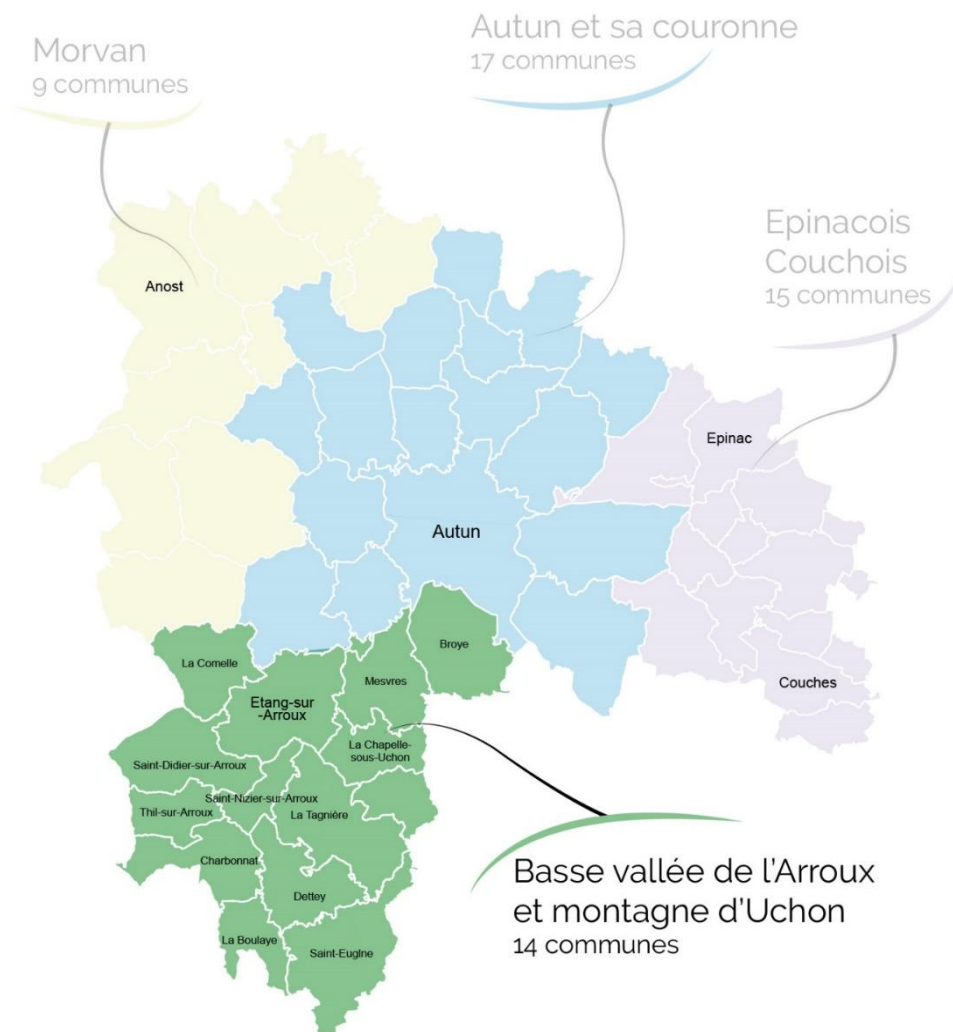 Morvan
9 communes
Autun et sa couronne
17 communes
Epinacois
Couchois
15 communes
Anost
Epinac
Autun
Broye
La Comelle
Mesvres
Couches
Etang-sur
-Arroux
La Chapelle-
sous-Uchon
Saint-Didier-sur-Arroux
Saint-Nizier-sur-Arroux
Thil-sur-Arroux
La Tagnière
Charbonnat
Dettey
La Boulaye
Saint-Euglne
Basse vallée de l'Arroux
et montagne d'Uchon
14 communes